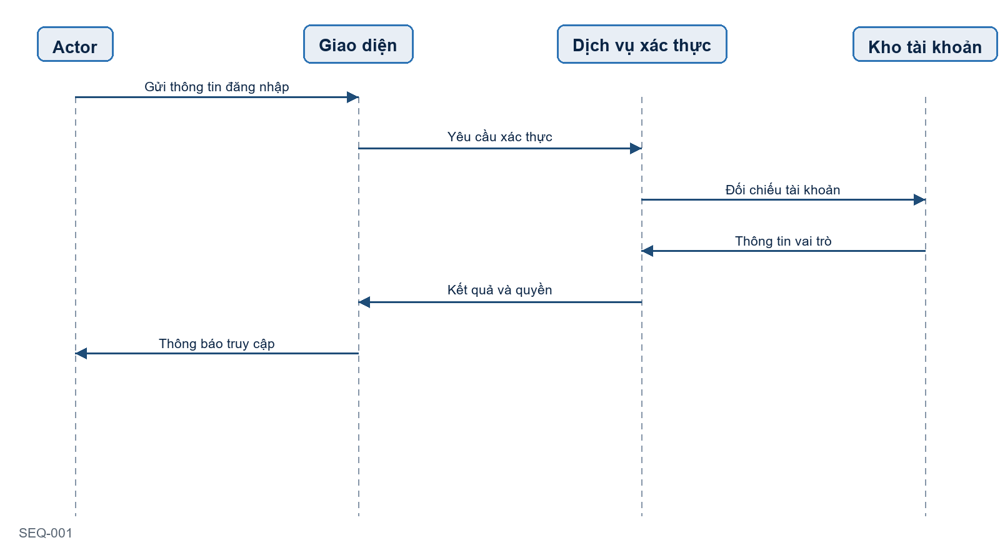 Actor
Giao diện
Dịch vụ xác thực
Kho tài khoản
Gửi thông tin đăng nhập
Yêu cầu xác thực
Đối chiếu tài khoản
Thông tin vai trò
Kết quả và quyền
Thông báo truy cập
SEQ-001